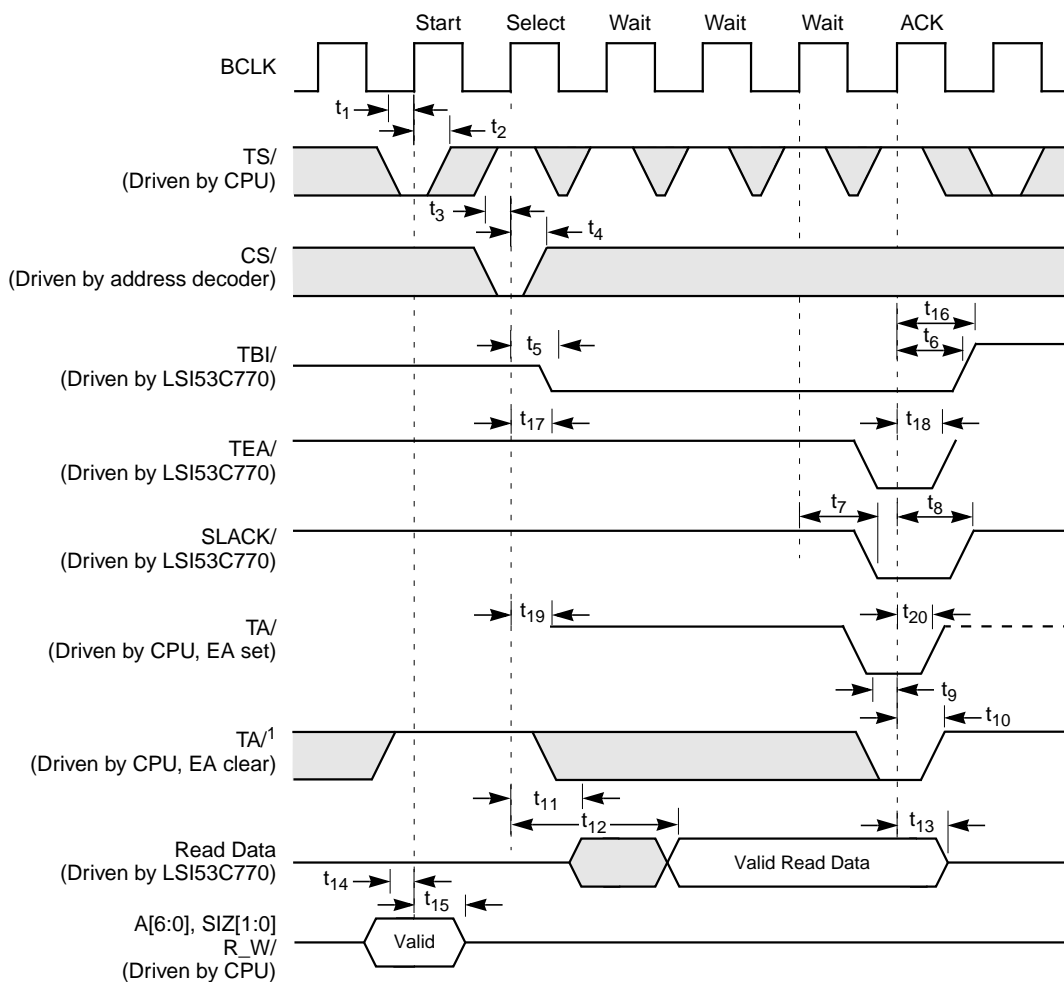 Start Select Wait Wait Wait ACK
BCLK
t1
t2
TS/
(Driven by CPU)
t3
t4
CS/
(Driven by address decoder)
t16
t5
t6
TBI/
(Driven by LSI53C770)
t17
t18
TEA/
(Driven by LSI53C770)
t7
t8
SLACK/
(Driven by LSI53C770)
t19
t20
TA/
(Driven by CPU, EA set)
t9
t10
TA/1
(Driven by CPU, EA clear)
t11
t12
t13
Read Data
(Driven by LSI53C770)
Valid Read Data
t14
t15
A[6:0], SIZ[1:0]
R_W/
(Driven by CPU)
Valid